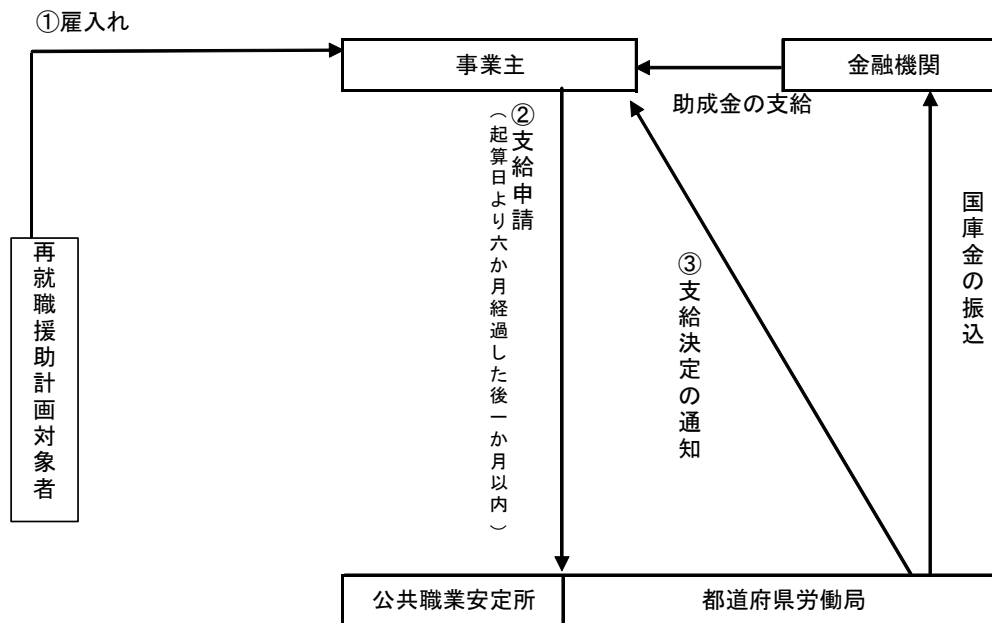 ①雇入れ
事業主
金融機関
助成金の支給
②支給申請
（起算日より六か月経過した後一か月以内）
③支給決定の通知
国庫金の振込
再就職援助計画対象者
公共職業安定所
都道府県労働局